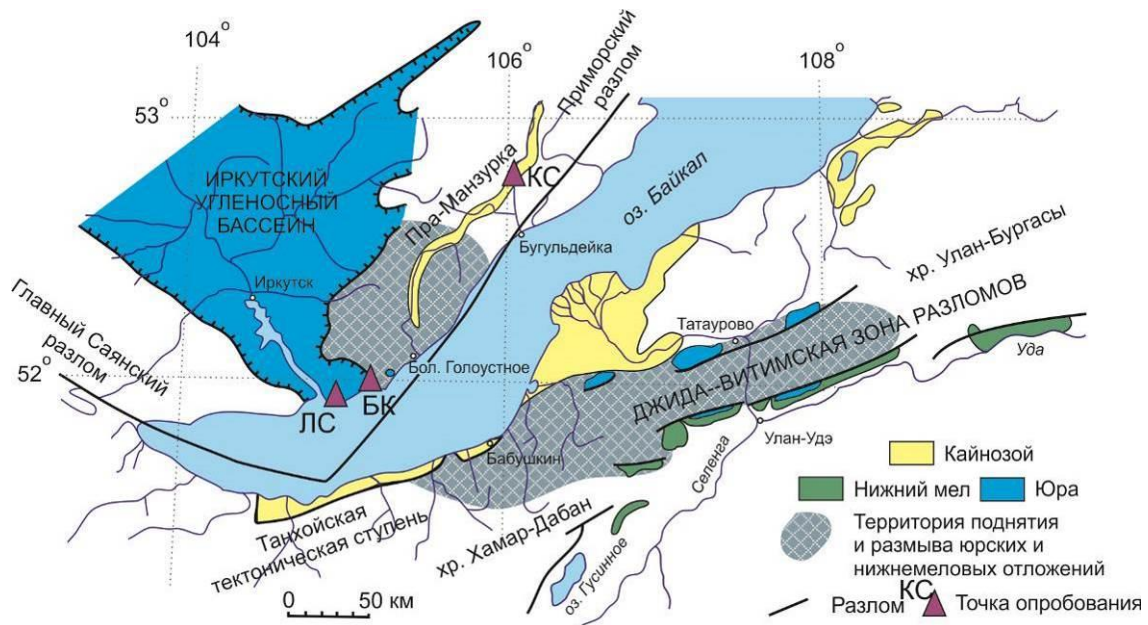 104°
106°
108°
53°
52°
Приморский
разлом
ИРКУТСКИЙ
УГЛЕНОСНЫЙ
БАССЕЙН
Пра-Манзурка
КС
оз. Байкал
Бугульдейка
хр. Улан-Бургасы
Иркутск
Главный Саянский
разлом
Татаурово
Бол. Голоустное
ДЖИДА--ВИТИМСКАЯ ЗОНА РАЗЛОМОВ
Уда
ЛС
БК
Бабушкин
Улан-Удэ
Селенга
Танхойская
тектоническая ступень
хр. Хамар-Дабан
оз. Гусинное
0 50 км
Кайнозой
Нижний мел
Юра
Территория поднятия
и размыва юрских и
нижнемеловых отложений
Разлом
КС
Точка опробования